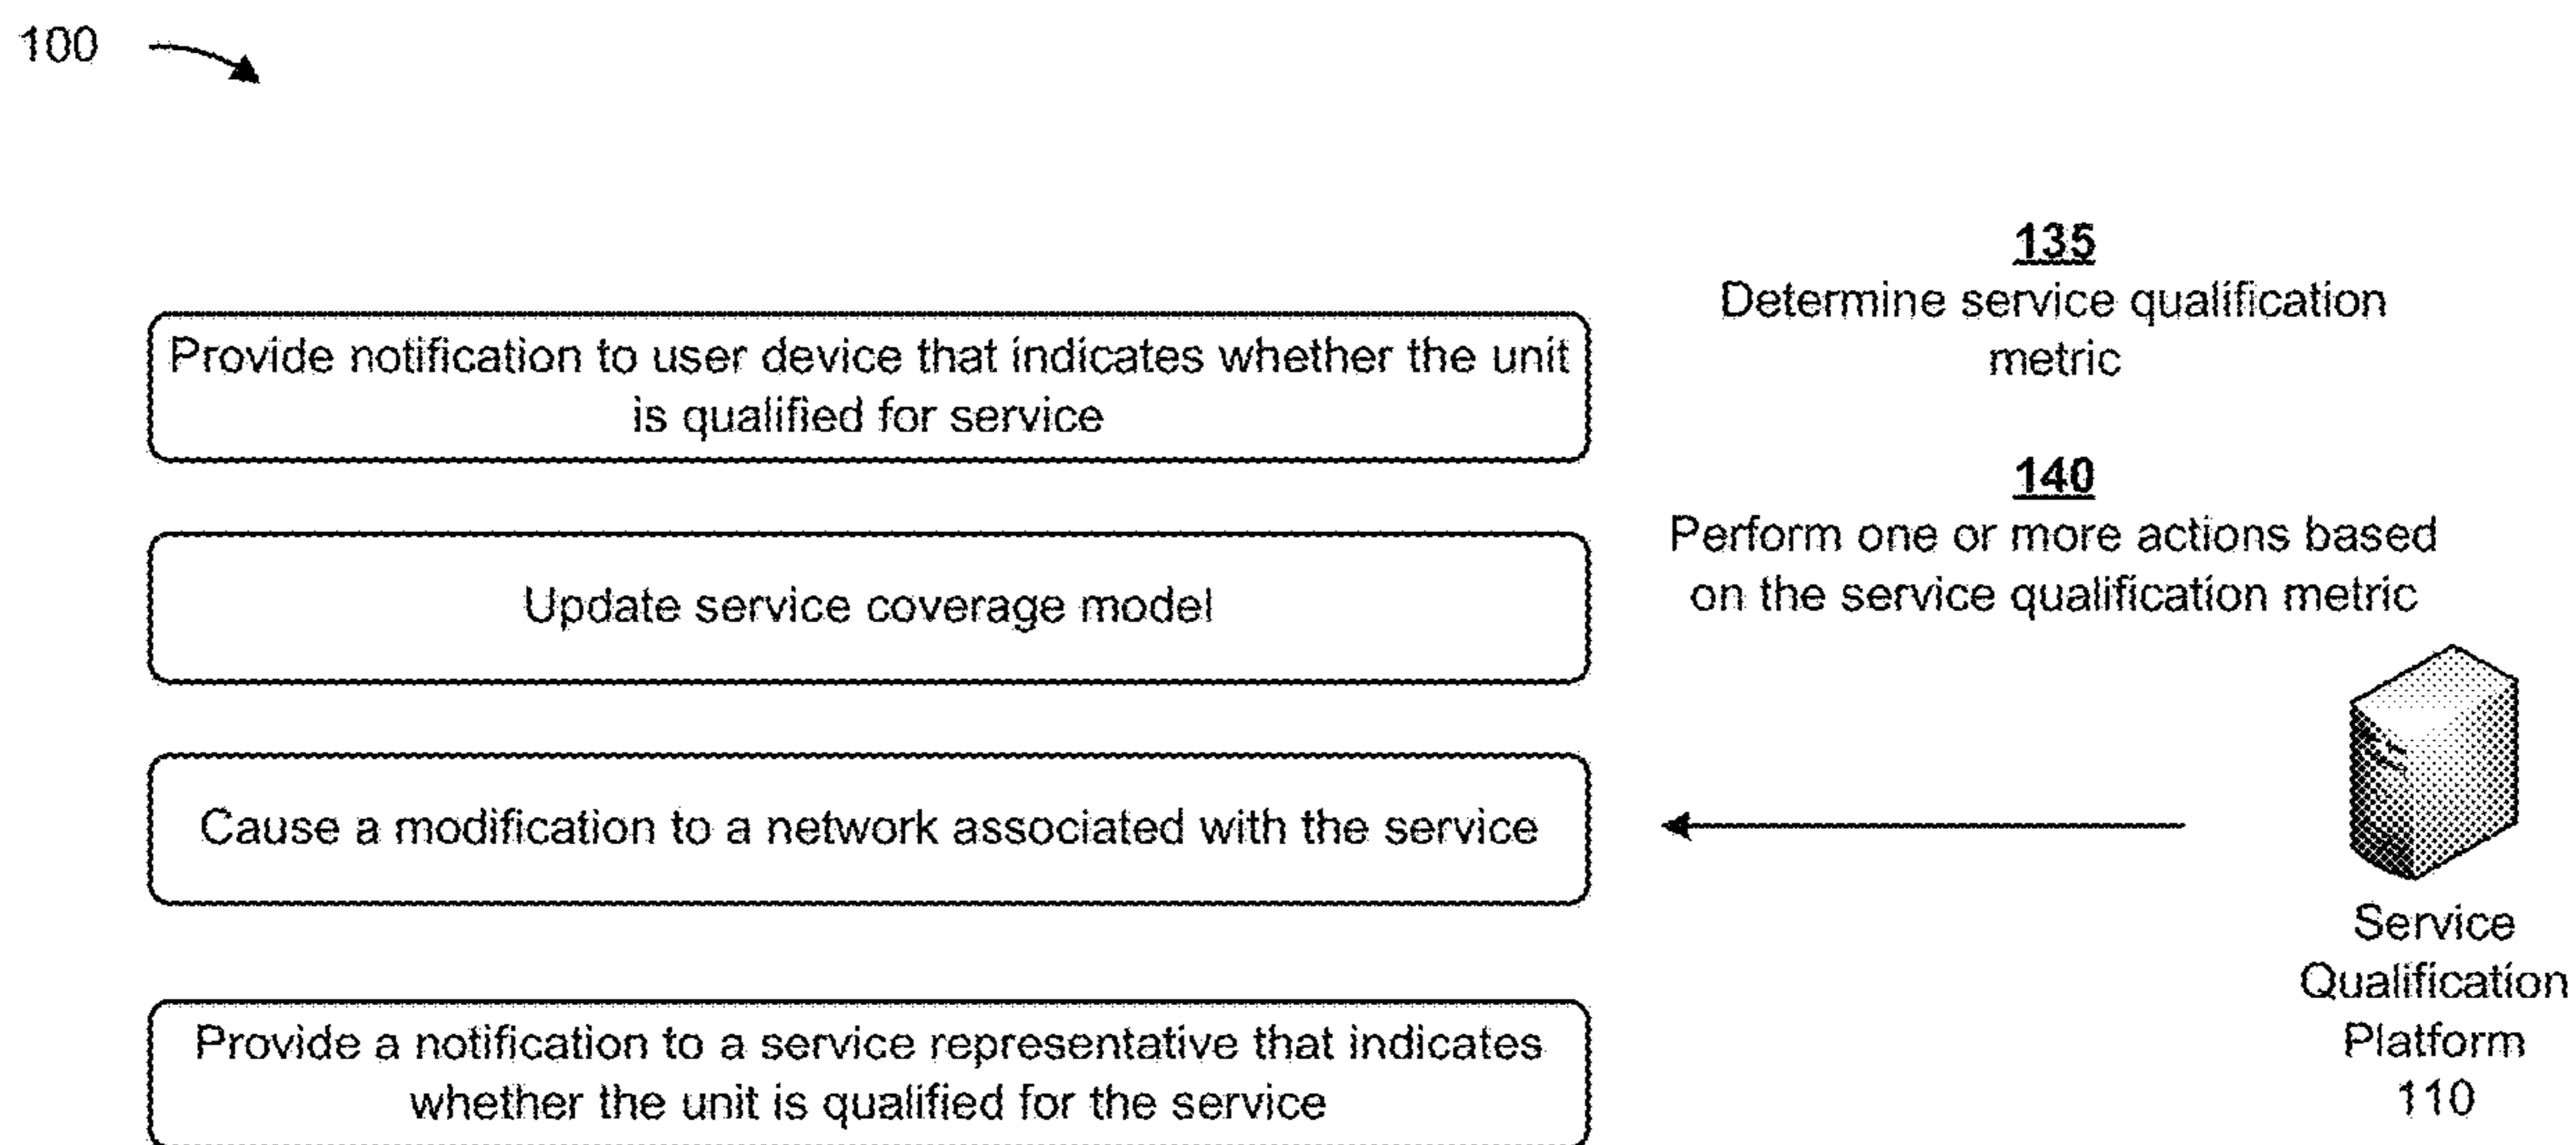 100
Provide notification to user device that indicates whether the unit
is qualified for service
Update service coverage model
Cause a modification to a network associated with the service
Provide a notification to a service representative that indicates
whether the unit is qualified for the service
135
Determine service qualification
metric
140
Perform one or more actions based
on the service qualification metric
Service
Qualification
Platform
110